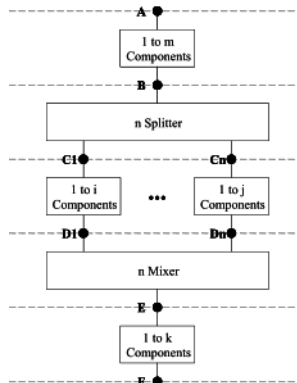 A
1 to m
Components
B
n Splitter
C1 Cn
1 to i
Components
...
1 to j
Components
D1 Dn
n Mixer
E
1 to k
Components
F